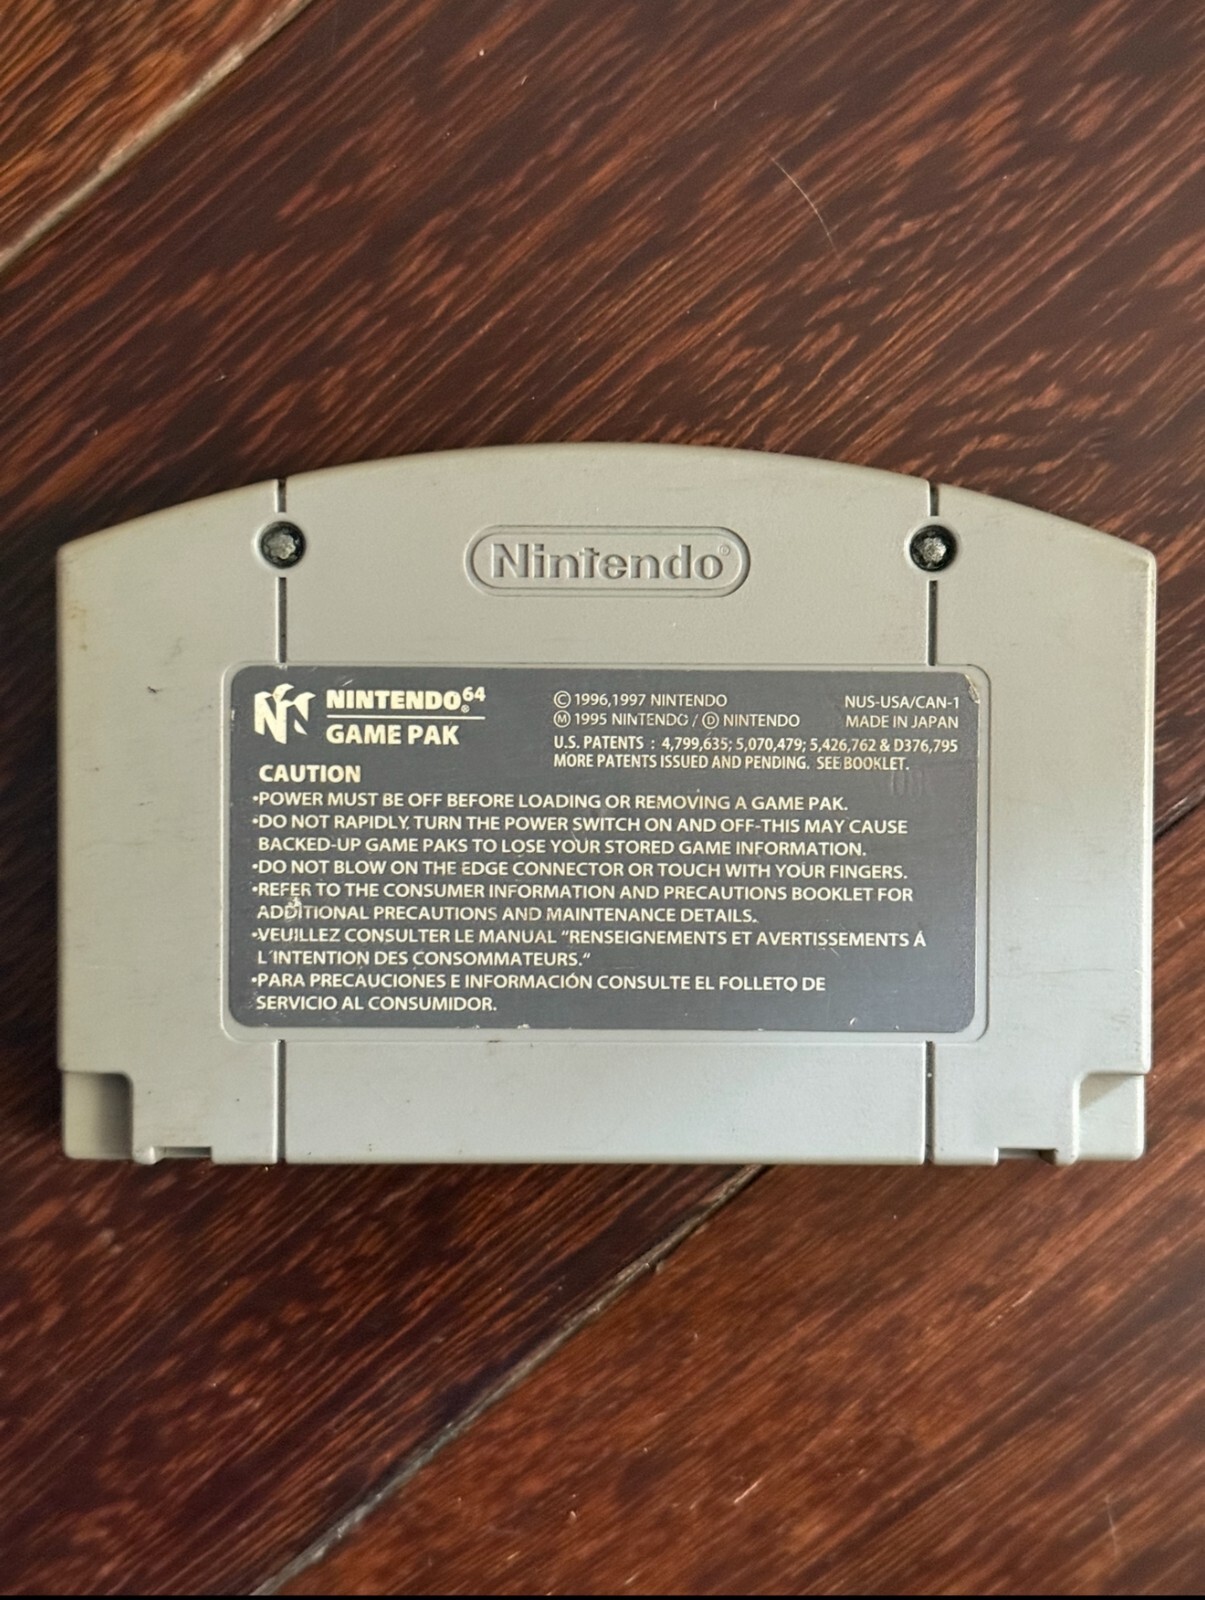 Nintendo®
NINTENDO⁶⁴®
GAME PAK
© 1996,1997 NINTENDO
Ⓜ 1995 NINTENDO / Ⓓ NINTENDO
NUS-USA/CAN-1
MADE IN JAPAN
U.S. PATENTS : 4,799,635; 5,070,479; 5,426,762 & D376,795
MORE PATENTS ISSUED AND PENDING. SEE BOOKLET.
CAUTION
•POWER MUST BE OFF BEFORE LOADING OR REMOVING A GAME PAK.
•DO NOT RAPIDLY TURN THE POWER SWITCH ON AND OFF-THIS MAY CAUSE
BACKED-UP GAME PAKS TO LOSE YOUR STORED GAME INFORMATION.
•DO NOT BLOW ON THE EDGE CONNECTOR OR TOUCH WITH YOUR FINGERS.
•REFER TO THE CONSUMER INFORMATION AND PRECAUTIONS BOOKLET FOR
ADDITIONAL PRECAUTIONS AND MAINTENANCE DETAILS.
•VEUILLEZ CONSULTER LE MANUAL “RENSEIGNEMENTS ET AVERTISSEMENTS Á
L´INTENTION DES CONSOMMATEURS.“
•PARA PRECAUCIONES E INFORMACIÓN CONSULTE EL FOLLETO DE
SERVICIO AL CONSUMIDOR.